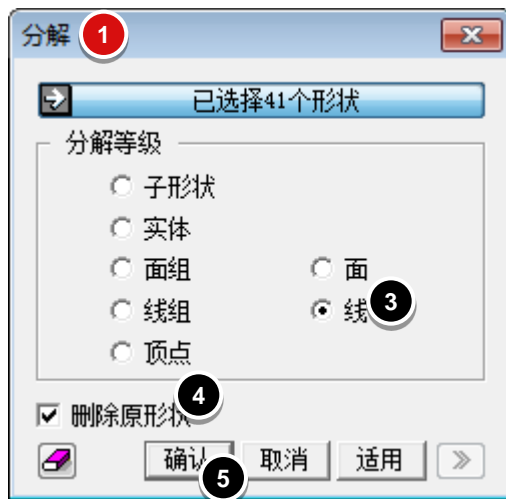 分解 1
已选择41个形状
分解等级
子形状
实体
面组 面
线组 线 3
顶点
4
删除原形状
确认 取消 适用
5